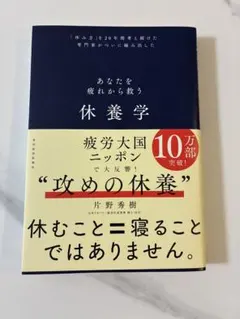 「休み方」を20年間考え続けた
専門家がついに編み出した
あなたを
疲れから救う
休養学
疲労大国
ニッポン
で大反響!
10万部
突破!
“攻めの休養”
片野秀樹
休むこと=寝ること
ではありません。